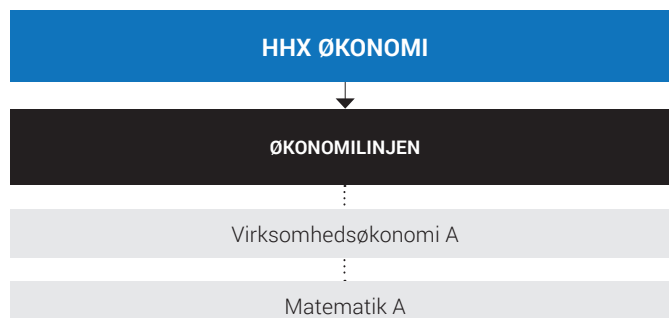 HHX ØKONOMI
ØKONOMILINJEN
Virksomhedsøkonomi A
Matematik A